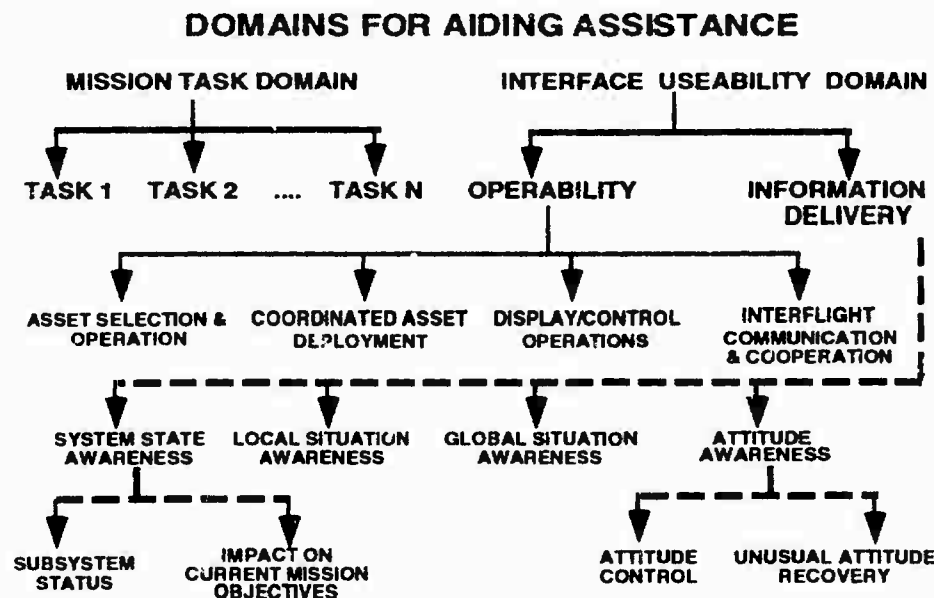 DOMAINS FOR AIDING ASSISTANCE
MISSION TASK DOMAIN
INTERFACE USEABILITY DOMAIN
TASK 1 TASK 2 .... TASK N
OPERABILITY
INFORMATION
DELIVERY
ASSET SELECTION &
OPERATION
COORDINATED ASSET
DEPLOYMENT
DISPLAY/CONTROL
OPERATIONS
INTERFLIGHT
COMMUNICATION
& COOPERATION
SYSTEM STATE
AWARENESS
LOCAL SITUATION
AWARENESS
GLOBAL SITUATION
AWARENESS
ATTITUDE
AWARENESS
SUBSYSTEM
STATUS
IMPACT ON
CURRENT MISSION
OBJECTIVES
ATTITUDE
CONTROL
UNUSUAL ATTITUDE
RECOVERY